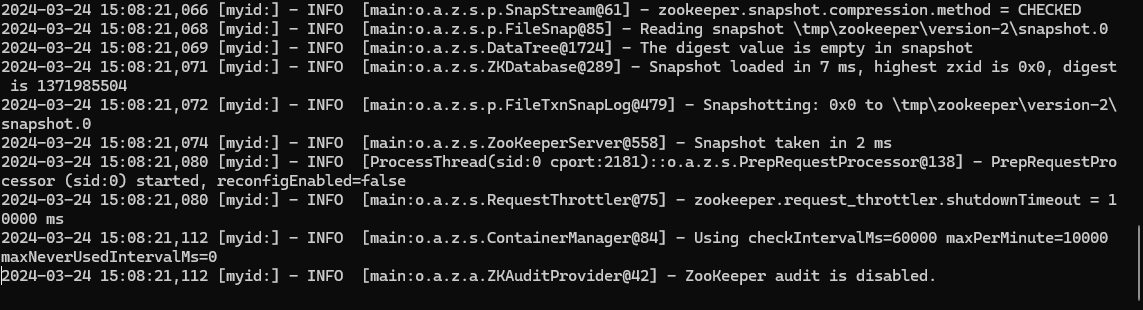 2024-03-24 15:08:21,066 [myid:] - INFO  [main:o.a.z.s.p.SnapStream@61] - zookeeper.snapshot.compression.method = CHECKED
2024-03-24 15:08:21,068 [myid:] - INFO  [main:o.a.z.s.p.FileSnap@85] - Reading snapshot \tmp\zookeeper\version-2\snapshot.0
2024-03-24 15:08:21,069 [myid:] - INFO  [main:o.a.z.s.DataTree@1724] - The digest value is empty in snapshot
2024-03-24 15:08:21,071 [myid:] - INFO  [main:o.a.z.s.ZKDatabase@289] - Snapshot loaded in 7 ms, highest zxid is 0x0, digest
 is 1371985504
2024-03-24 15:08:21,072 [myid:] - INFO  [main:o.a.z.s.p.FileTxnSnapLog@479] - Snapshotting: 0x0 to \tmp\zookeeper\version-2\
snapshot.0
2024-03-24 15:08:21,074 [myid:] - INFO  [main:o.a.z.s.ZooKeeperServer@558] - Snapshot taken in 2 ms
2024-03-24 15:08:21,080 [myid:] - INFO  [ProcessThread(sid:0 cport:2181)::o.a.z.s.PrepRequestProcessor@138] - PrepRequestPro
cessor (sid:0) started, reconfigEnabled=false
2024-03-24 15:08:21,080 [myid:] - INFO  [main:o.a.z.s.RequestThrottler@75] - zookeeper.request_throttler.shutdownTimeout = 1
0000 ms
2024-03-24 15:08:21,112 [myid:] - INFO  [main:o.a.z.s.ContainerManager@84] - Using checkIntervalMs=60000 maxPerMinute=10000
maxNeverUsedIntervalMs=0
2024-03-24 15:08:21,112 [myid:] - INFO  [main:o.a.z.a.ZKAuditProvider@42] - ZooKeeper audit is disabled.